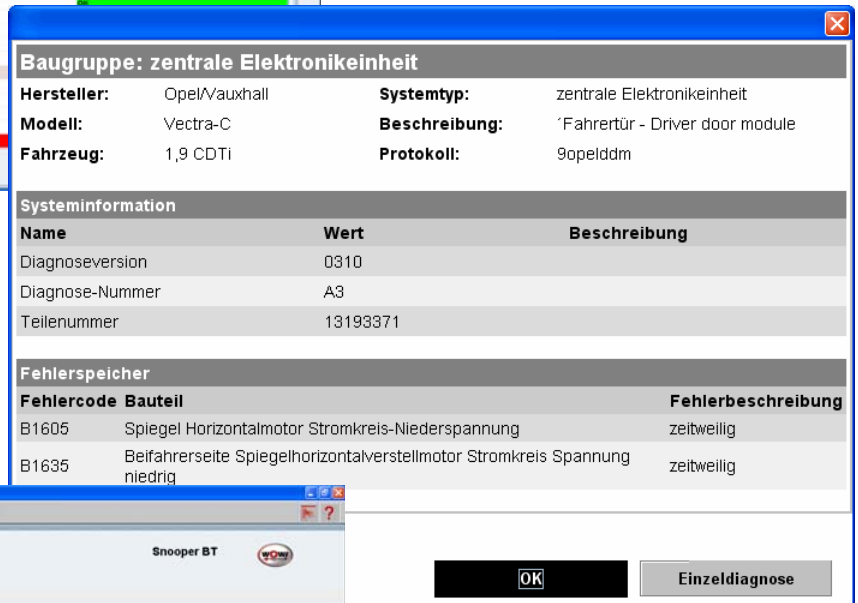 OK
Baugruppe: zentrale Elektronikeinheit
Hersteller: Opel/Vauxhall Systemtyp: zentrale Elektronikeinheit
Modell: Vectra-C Beschreibung: ´Fahrertür - Driver door module
Fahrzeug: 1,9 CDTi Protokoll: 9opelddm
Systeminformation
Name Wert Beschreibung
Diagnoseversion 0310
Diagnose-Nummer A3
Teilenummer 13193371
Fehlerspeicher
Fehlercode Bauteil Fehlerbeschreibung
B1605 Spiegel Horizontalmotor Stromkreis-Niederspannung zeitweilig
B1635 Beifahrerseite Spiegelhorizontalverstellmotor Stromkreis Spannung niedrig zeitweilig
?
Snooper BT WOW!
OK Einzeldiagnose